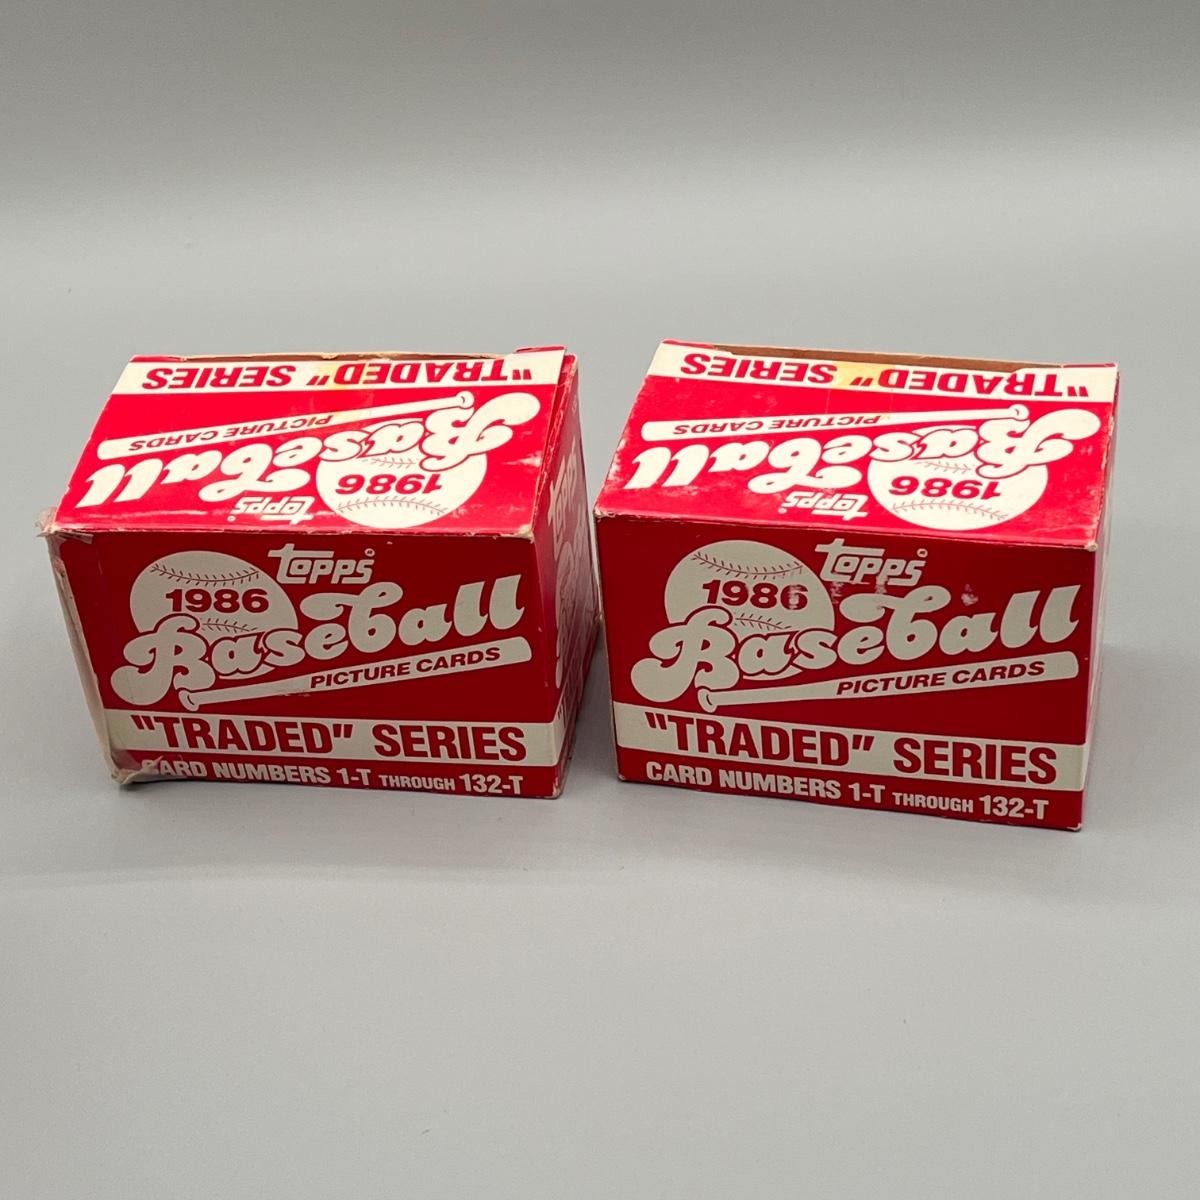 "TRADED" SERIES
PICTURE CARDS
Baseball
1986
topps
topps
1986
Baseball
PICTURE CARDS
"TRADED" SERIES
CARD NUMBERS 1-T THROUGH 132-T
"TRADED" SERIES
PICTURE CARDS
Baseball
1986
topps
topps
1986
Baseball
PICTURE CARDS
"TRADED" SERIES
CARD NUMBERS 1-T THROUGH 132-T